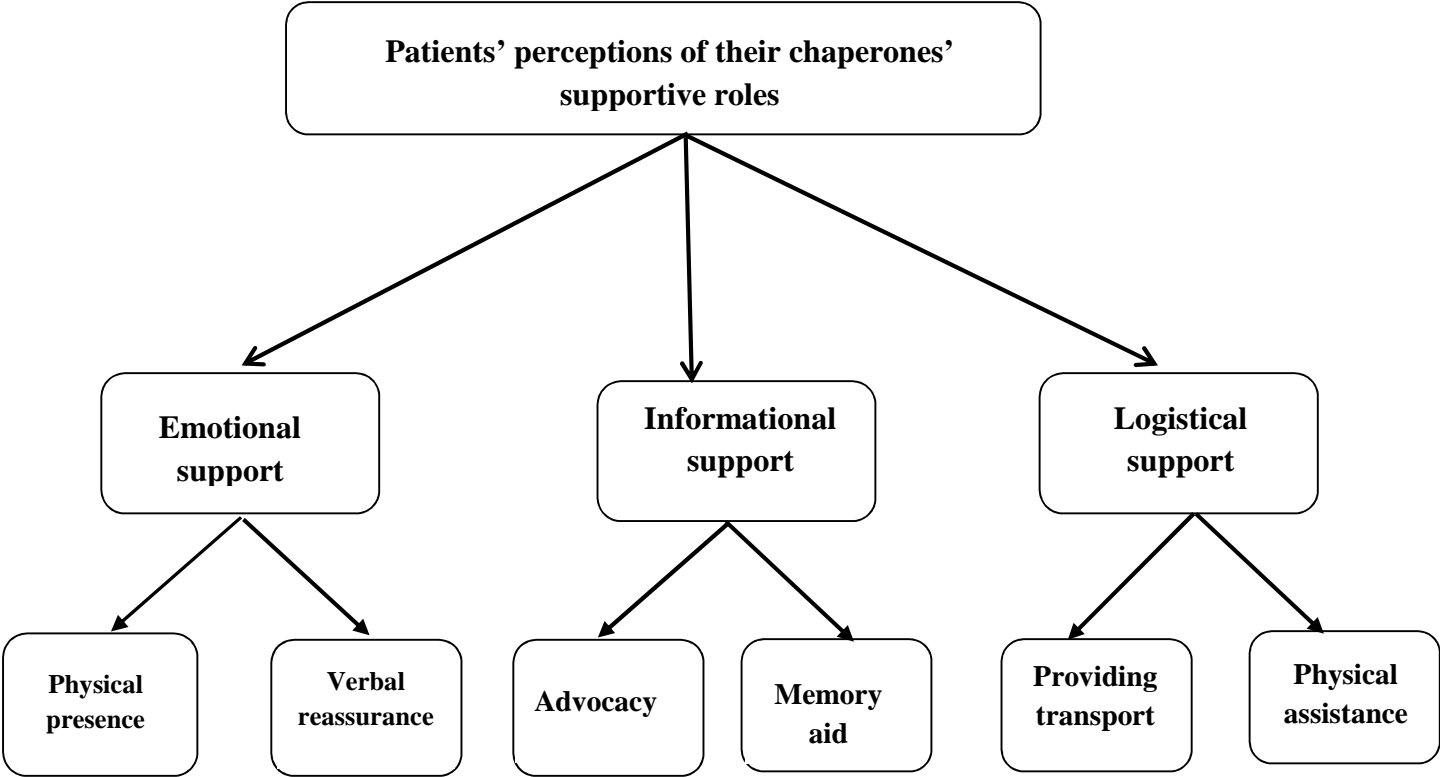 Patients’ perceptions of their chaperones’
supportive roles
Emotional
support
Informational
support
Logistical
support
Physical
presence
Verbal
reassurance
Advocacy
Memory
aid
Providing
transport
Physical
assistance